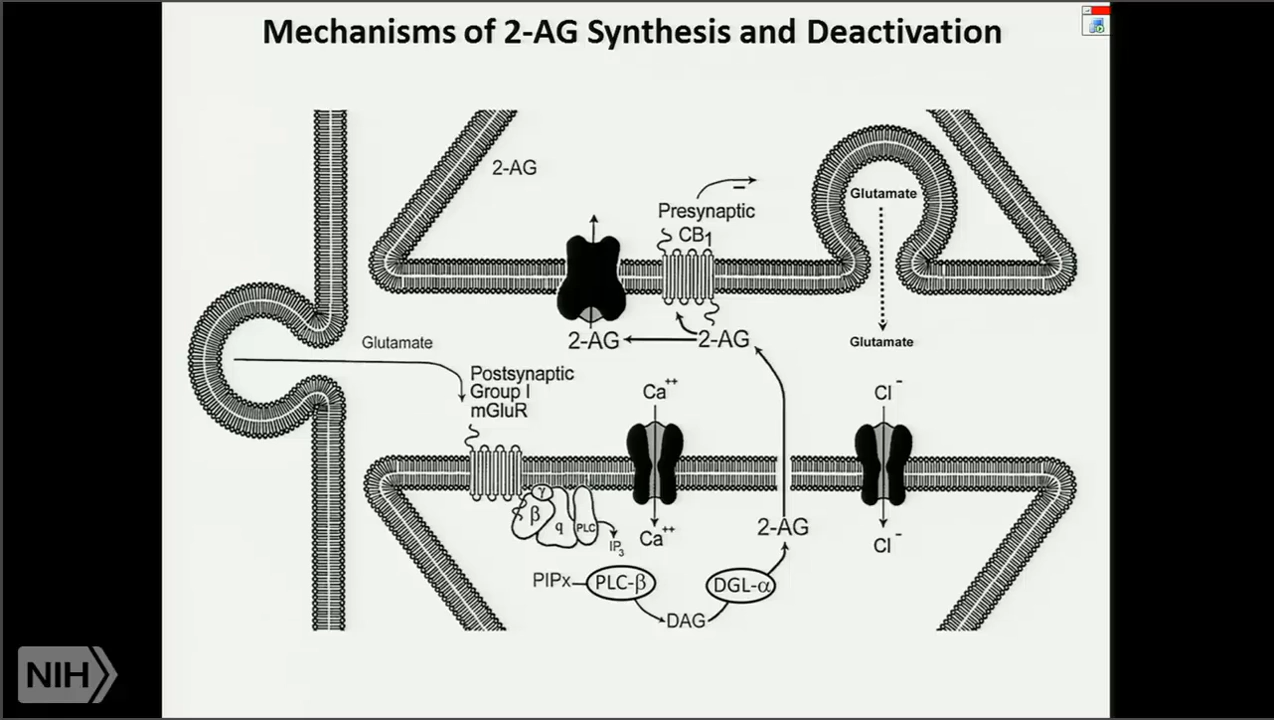 Mechanisms of 2-AG Synthesis and Deactivation
2-AG
Glutamate
Presynaptic
CB1
2-AG
2-AG
Glutamate
Glutamate
Postsynaptic
Group I
mGluR
Ca++
Cl-
γ
β
q
PLC
IP3
Ca++
2-AG
Cl-
PIPx
PLC-β
DGL-α
DAG
NIH